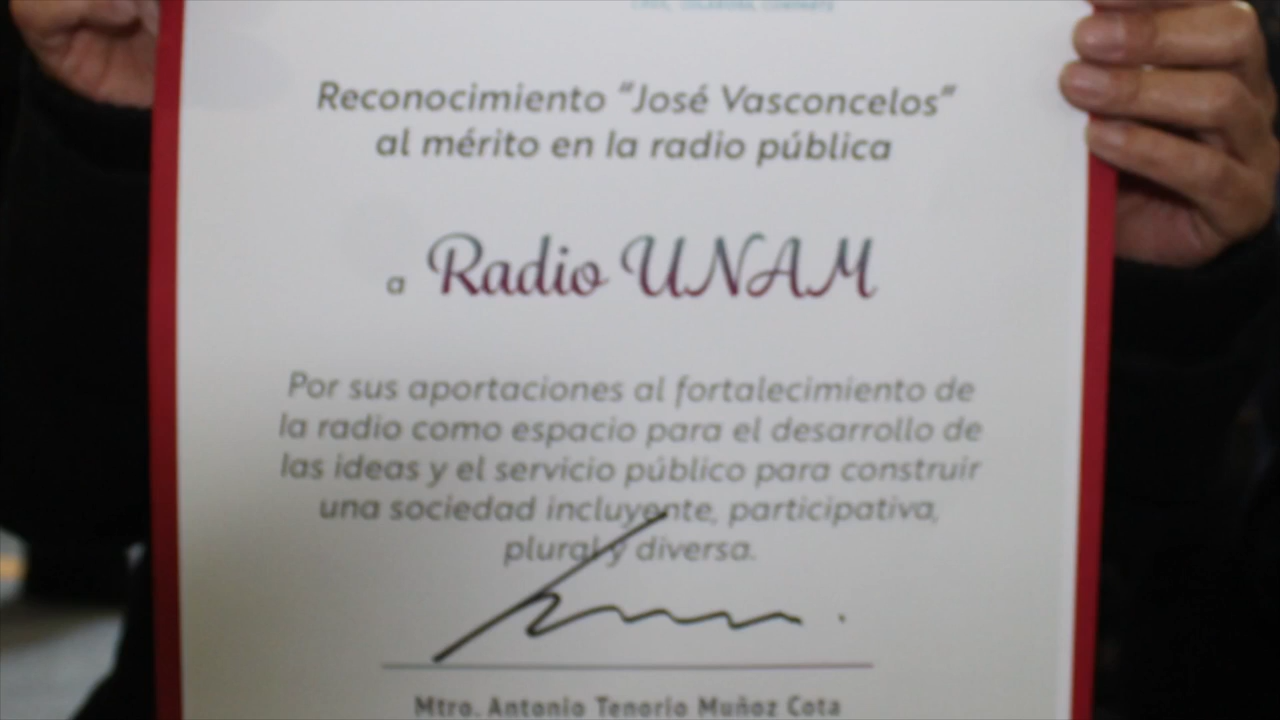 Reconocimiento “José Vasconcelos”
al mérito en la radio pública
a Radio UNAM
Por sus aportaciones al fortalecimiento de
la radio como espacio para el desarrollo de
las ideas y el servicio público para construir
una sociedad incluyente, participativa,
plural y diversa.
Mtro. Antonio Tenorio Muñoz Cota